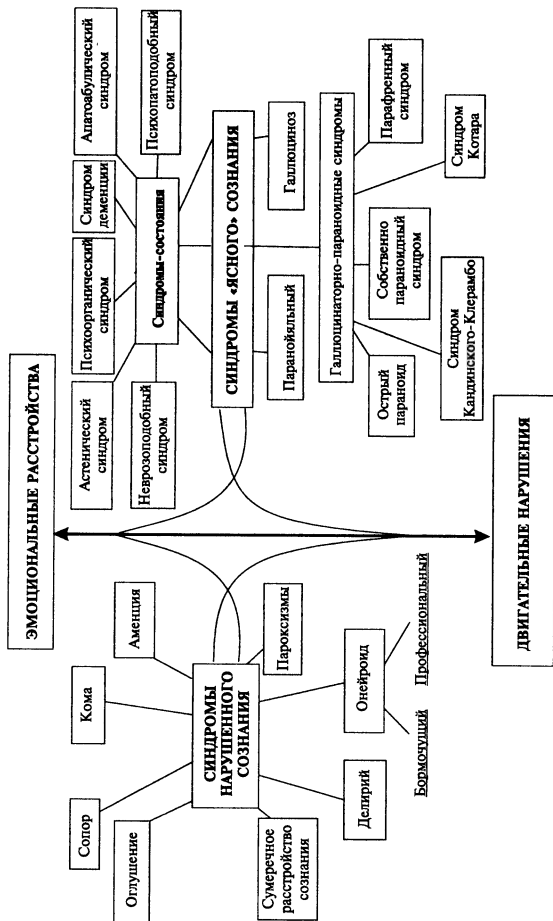 ЭМОЦИОНАЛЬНЫЕ РАССТРОЙСТВА
Сопор
Кома
Аменция
Оглушение
СИНДРОМЫ
НАРУШЕННОГО
СОЗНАНИЯ
Пароксизмы
Сумеречное
расстройство
сознания
Делирий
Онейроид
Бормочущий
Профессиональный
Астенический
синдром
Психоорганический
синдром
Синдром
деменции
Апатоабулический
синдром
Неврозоподобный
синдром
Синдромы-состояния
Психопатоподобный
синдром
СИНДРОМЫ «ЯСНОГО» СОЗНАНИЯ
Паранойяльный
Галлюциноз
Галлюцинаторно-параноидные синдромы
Острый
параноид
Собственно
параноидный
синдром
Парафренный
синдром
Синдром
Кандинского-Клерамбо
Синдром
Котара
ДВИГАТЕЛЬНЫЕ НАРУШЕНИЯ